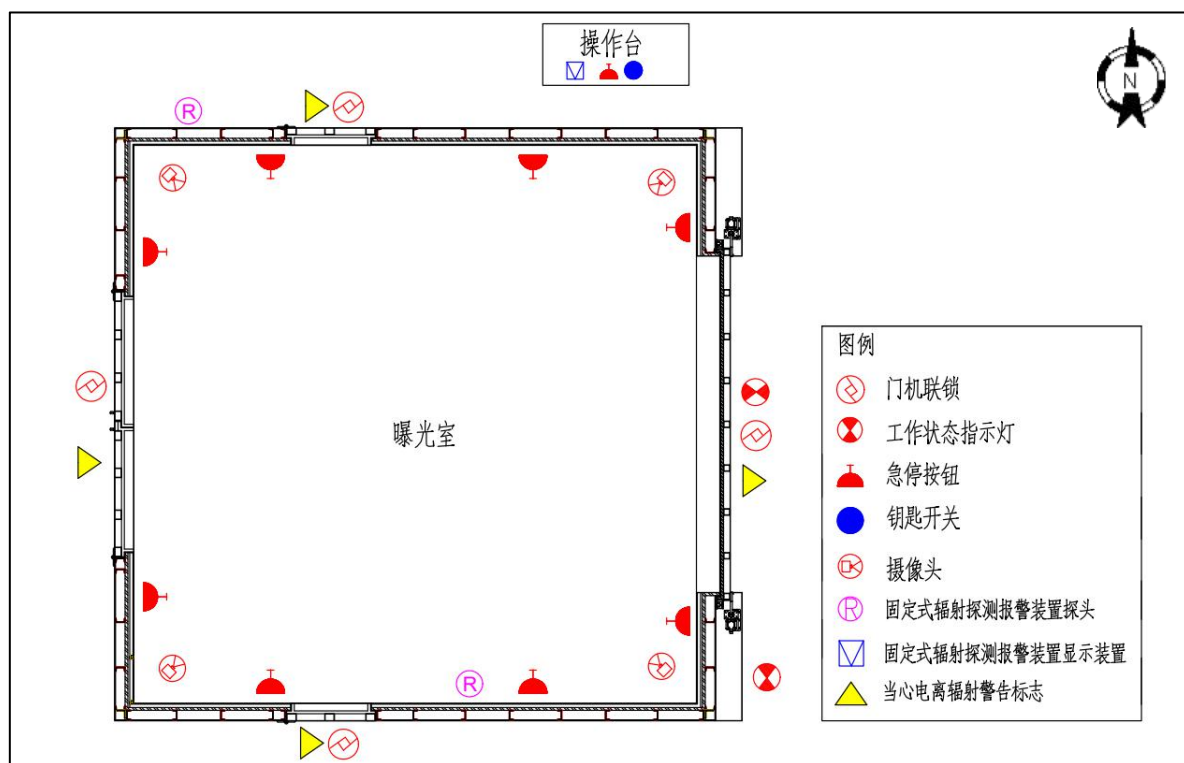 操作台
N
R
曝光室
R
图例
门机联锁
工作状态指示灯
急停按钮
钥匙开关
摄像头
R
固定式辐射探测报警装置探头
固定式辐射探测报警装置显示装置
当心电离辐射警告标志